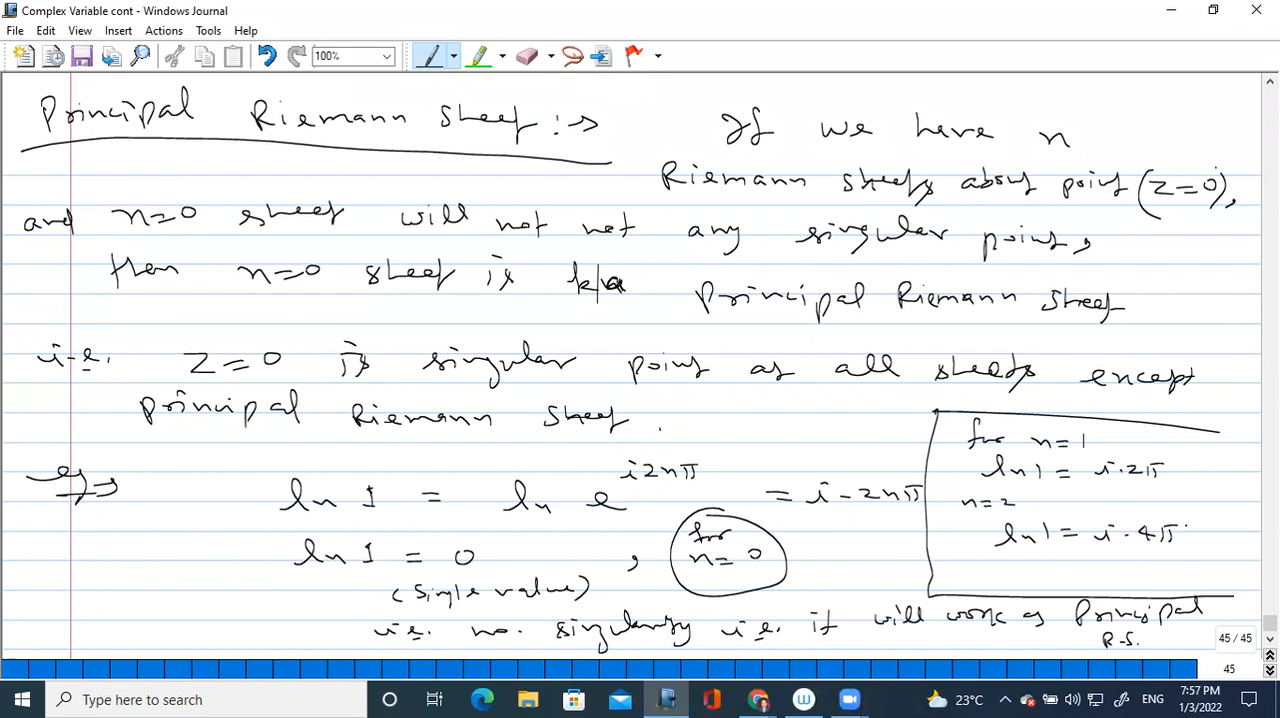 Complex Variable cont - Windows Journal
File Edit View Insert Actions Tools Help
100%
Principal Riemann sheet :→ If we have n
Riemann sheets about point (z=0),
and n=0 sheet will not not any singular point,
then n=0 sheet is k/a Principal Riemann sheet
i.e. z=0 is singular point as all sheets except
Principal Riemann sheet.
eg→ ln 1 = ln e^{i2nπ} = i-2nπ
ln 1 = 0 , for n=0
(single value)
i.e. no. singularity i.e. it will work as Principal
R-S.
for n=1
ln 1 = i.2π
n=2
ln 1 = i.4π
45 / 45
45
Type here to search
23°C
ENG
7:57 PM
1/3/2022